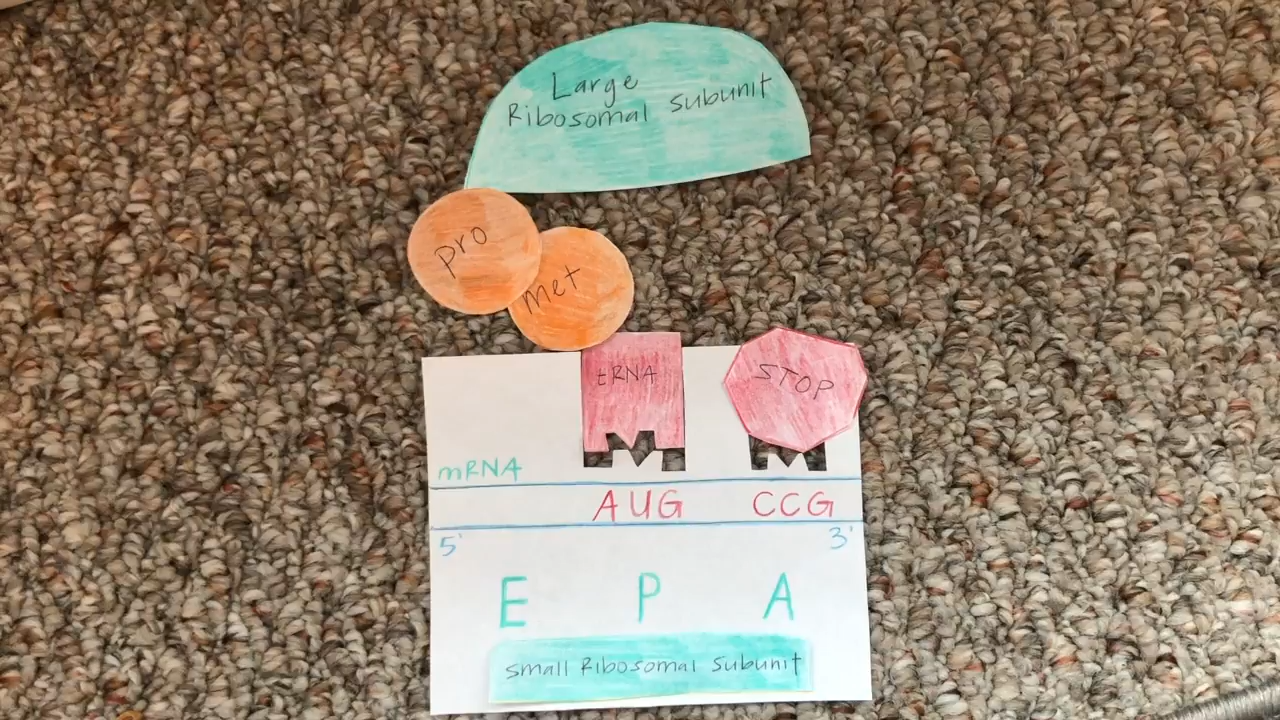 Large
Ribosomal Subunit
pro
met
tRNA
STOP
mRNA
AUG CCG
5' 3'
E P A
small Ribosomal Subunit